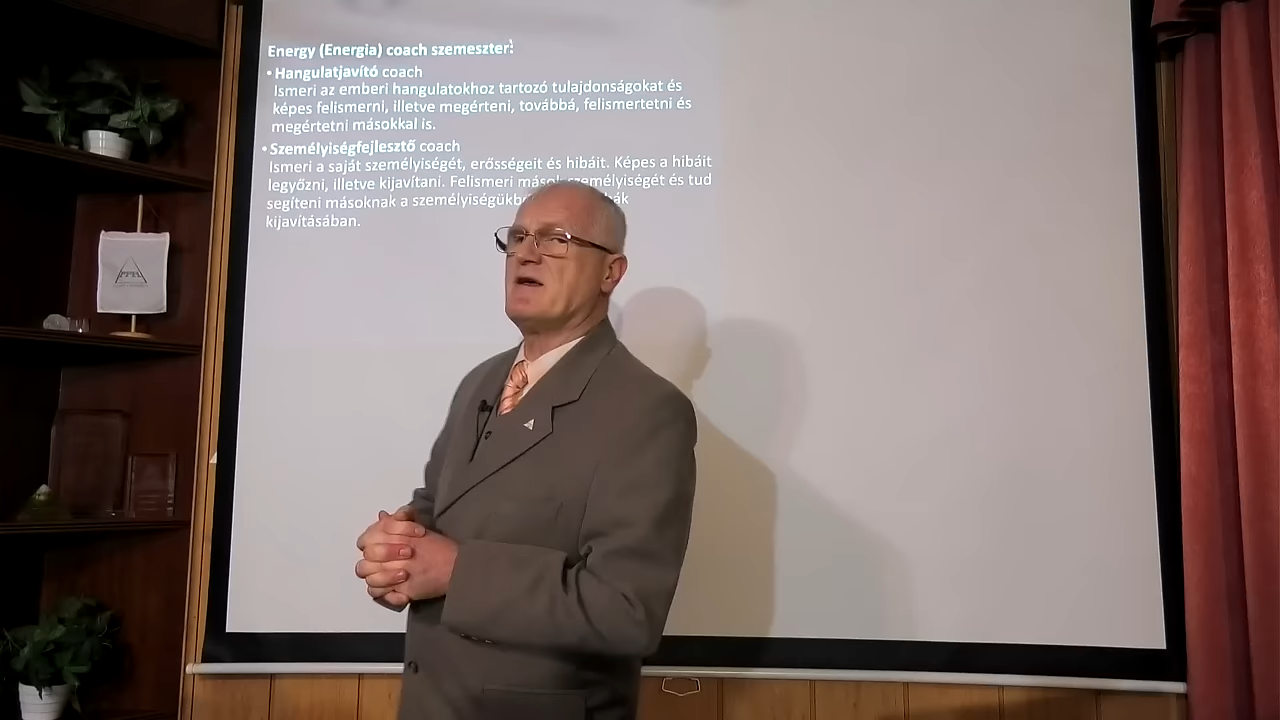 Energy (Energia) coach szemeszter:
• Hangulatjavító coach
Ismeri az emberi hangulatokhoz tartozó tulajdonságokat és
képes felismerni, illetve megérteni, továbbá, felismertetni és
megértetni másokkal is.
• Személyiségfejlesztő coach
Ismeri a saját személyiségét, erősségeit és hibáit. Képes a hibáit
legyőzni, illetve kijavítani. Felismeri mások személyiségét és tud
segíteni másoknak a
kijavításában.